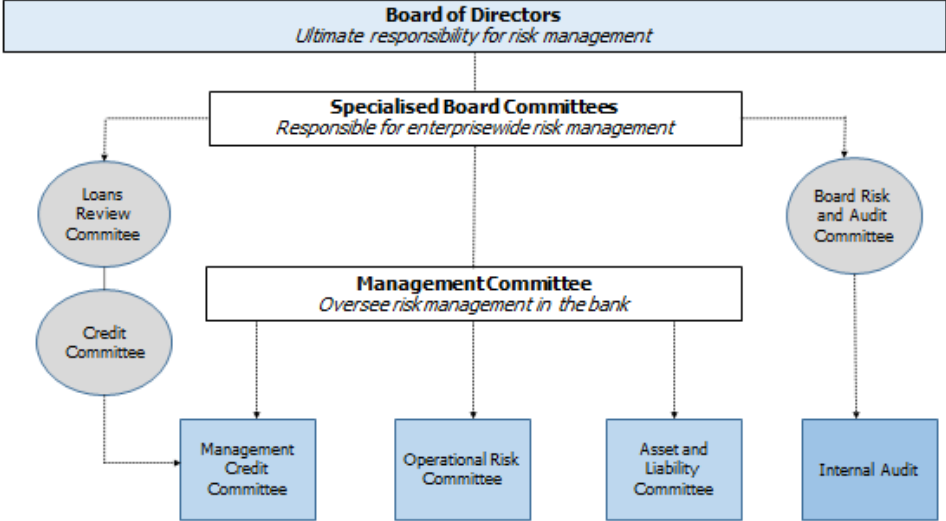 Board of Directors
Ultimate responsibility for risk management
Specialised Board Committees
Responsible for enterprisewide risk management
Loans
Review
Commitee
Board Risk
and Audit
Committee
Management Committee
Oversee risk management in the bank
Credit
Committee
Management
Credit
Committee
Operational Risk
Committee
Asset and
Liability
Committee
Internal Audit